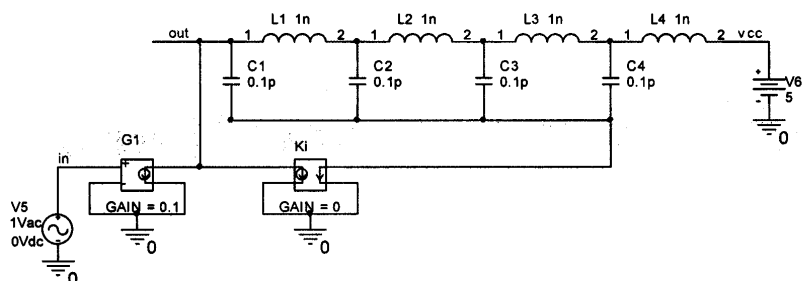 L1 1n L2 1n L3 1n L4 1n
out 1 2 1 2 1 2 1 2 vcc
C1 C2 C3 C4 + V6
0.1p 0.1p 0.1p 0.1p 5
-
0
G1 Ki
in + -
V5 GAIN = 0.1 GAIN = 0
1Vac + 0 0
0Vdc -
0